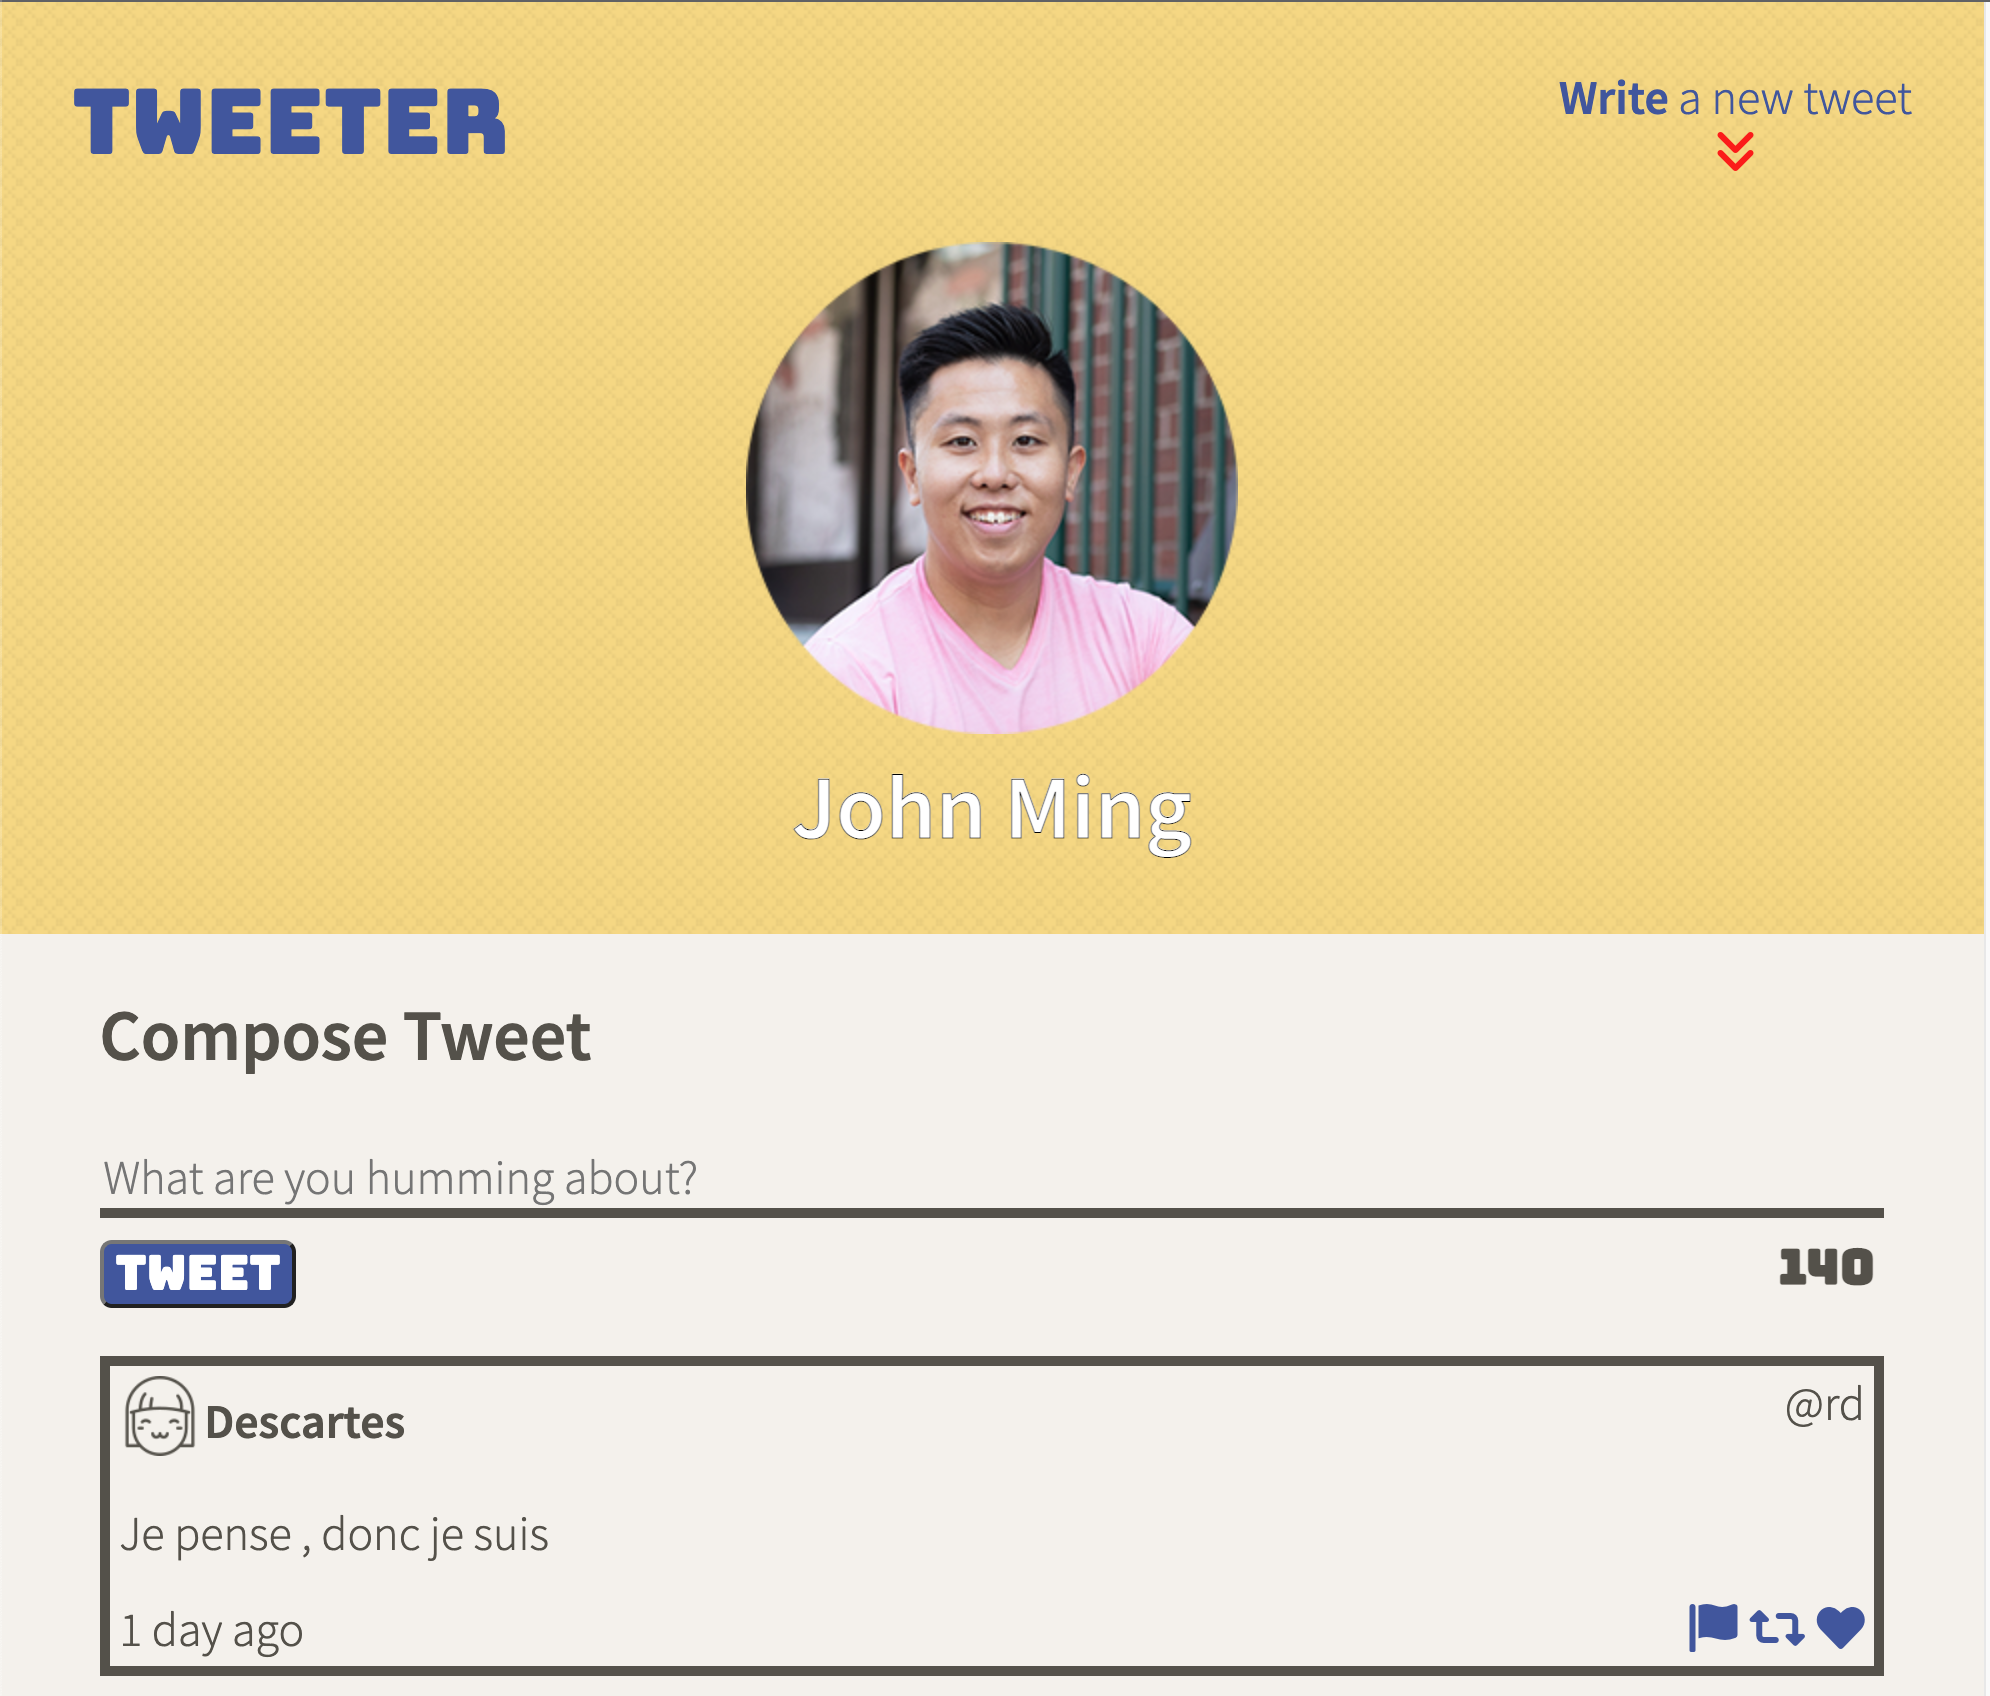 TWEETER
Write a new tweet
John Ming
Compose Tweet
What are you humming about?
TWEET
140
Descartes
@rd
Je pense , donc je suis
1 day ago